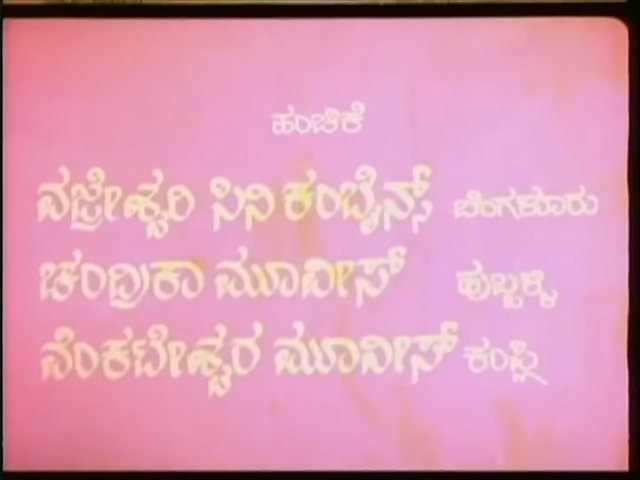 ಹಂಚಿಕೆ
ವಜ್ರೇಶ್ವರಿ ಸಿನಿ ಕಂಬೈನ್ಸ್ ಬೆಂಗಳೂರು
ಚಂದ್ರಿಕಾ ಮೂವೀಸ್ ಹುಬ್ಬಳ್ಳಿ
ವೆಂಕಟೇಶ್ವರ ಮೂವೀಸ್ ಕಂಪ್ಲಿ